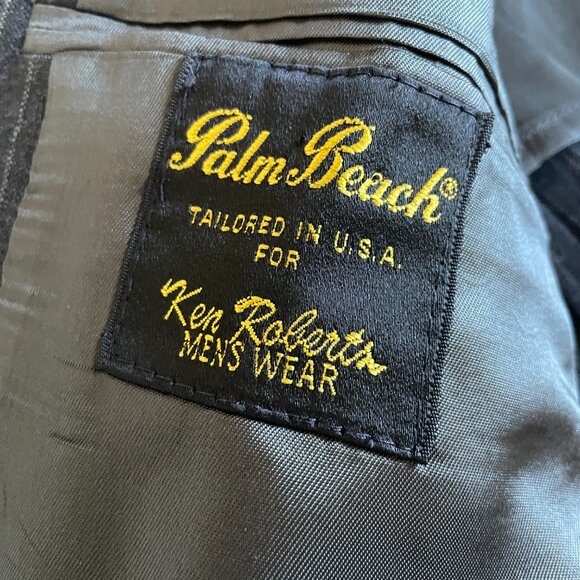 Palm Beach®
TAILORED IN U.S.A.
FOR
Ken Roberts
MENS WEAR